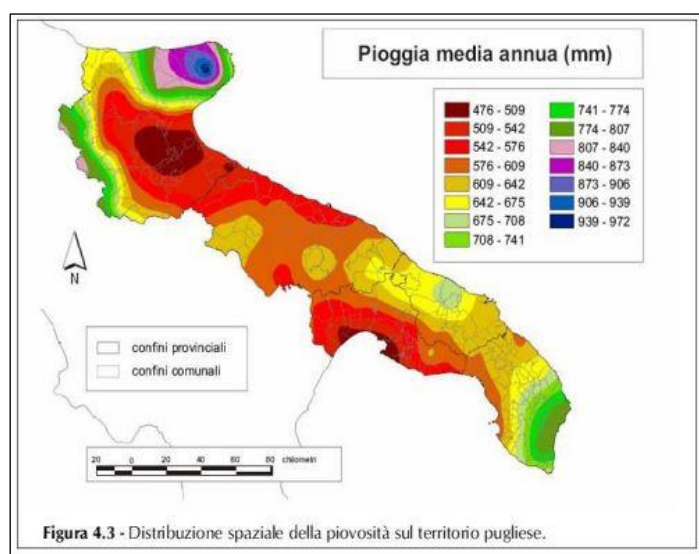 Pioggia media annua (mm)
476 - 509
509 - 542
542 - 576
576 - 609
609 - 642
642 - 675
675 - 708
708 - 741
741 - 774
774 - 807
807 - 840
840 - 873
873 - 906
906 - 939
939 - 972
N
confini provinciali
confini comunali
20 0 20 40 60 80 chilometri
Figura 4.3 - Distribuzione spaziale della piovosità sul territorio pugliese.